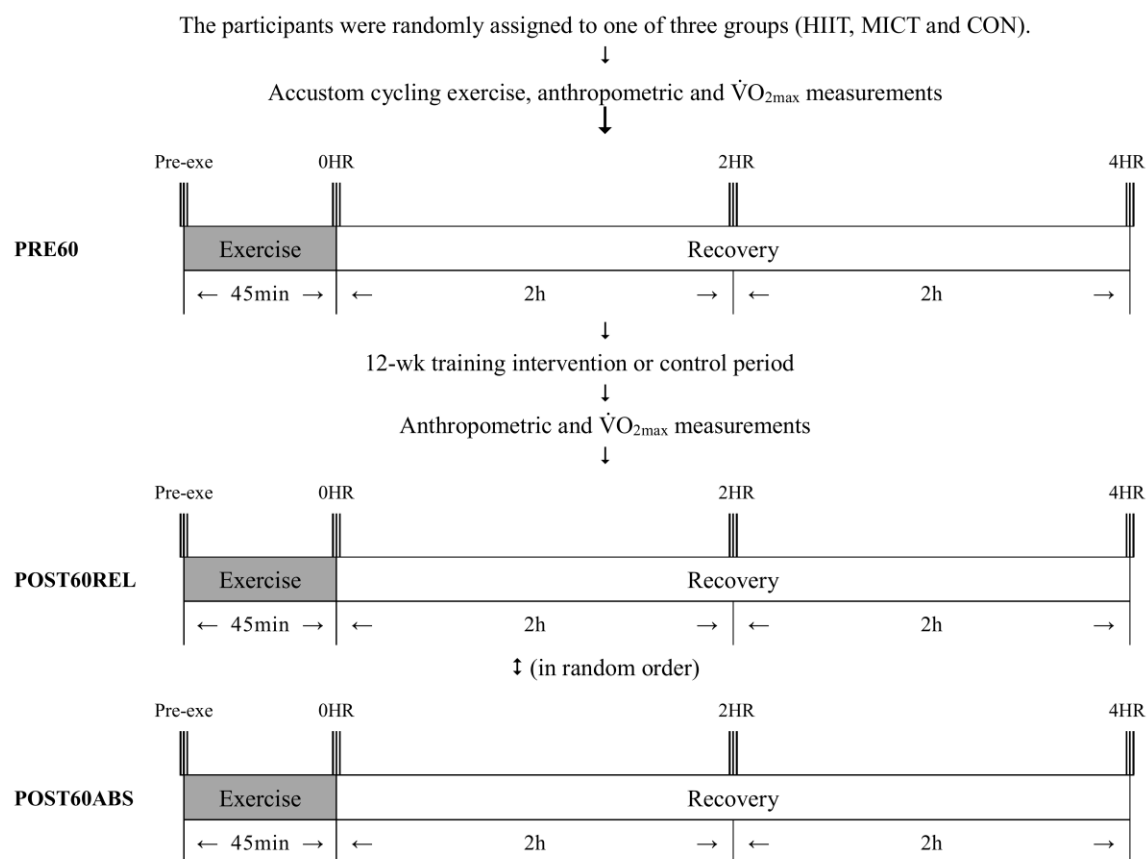 The participants were randomly assigned to one of three groups (HIIT, MICT and CON).
↓
Accustom cycling exercise, anthropometric and V̇O₂max measurements
↓
Pre-exe 0HR 2HR 4HR
PRE60 Exercise Recovery
← 45min → ← 2h → ← 2h →
↓
12-wk training intervention or control period
↓
Anthropometric and V̇O₂max measurements
↓
Pre-exe 0HR 2HR 4HR
POST60REL Exercise Recovery
← 45min → ← 2h → ← 2h →
↕ (in random order)
Pre-exe 0HR 2HR 4HR
POST60ABS Exercise Recovery
← 45min → ← 2h → ← 2h →